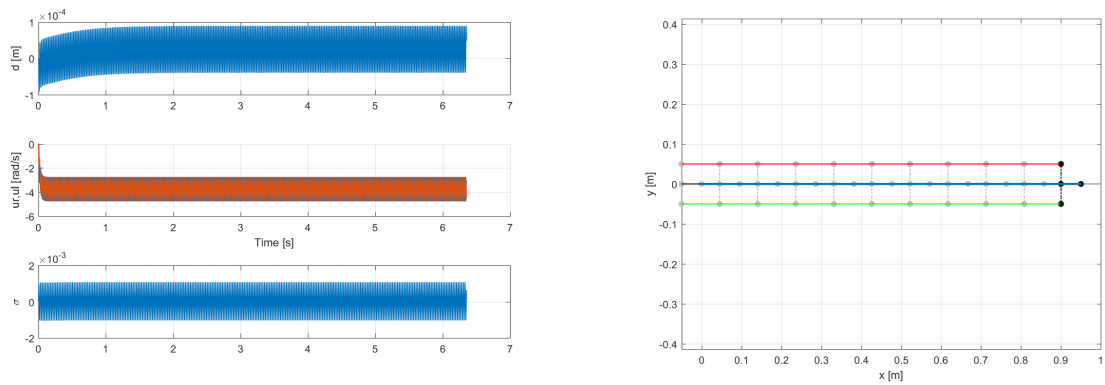 ×10⁻⁴
1
0
-1
d [m]
0 1 2 3 4 5 6 7
0
-2
-4
-6
ur,ul [rad/s]
0 1 2 3 4 5 6 7
Time [s]
×10⁻³
2
0
-2
σ
0 1 2 3 4 5 6 7
0.4
0.3
0.2
0.1
0
-0.1
-0.2
-0.3
-0.4
y [m]
0 0.1 0.2 0.3 0.4 0.5 0.6 0.7 0.8 0.9 1
x [m]